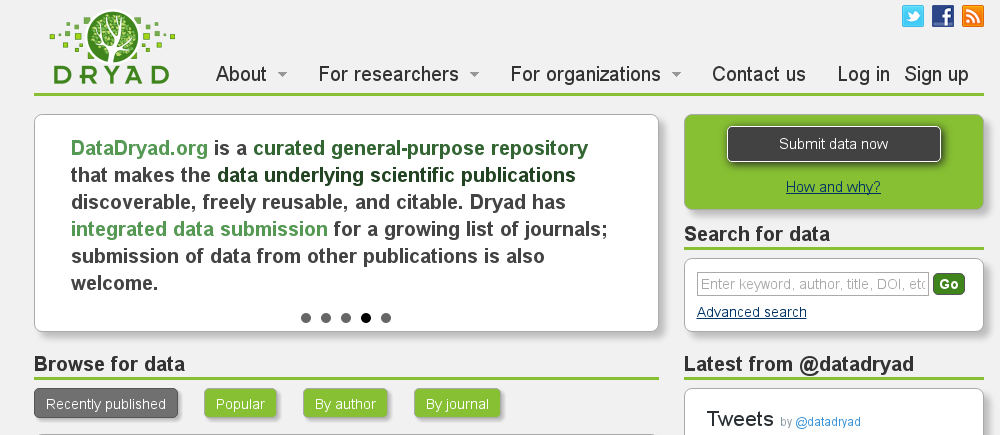 DRYAD
About
For researchers
For organizations
Contact us
Log in
Sign up
DataDryad.org is a curated general-purpose repository
that makes the data underlying scientific publications
discoverable, freely reusable, and citable. Dryad has
integrated data submission for a growing list of journals;
submission of data from other publications is also
welcome.
Submit data now
How and why?
Search for data
Enter keyword, author, title, DOI, etc
Go
Advanced search
Browse for data
Recently published
Popular
By author
By journal
Latest from @datadryad
Tweets by @datadryad